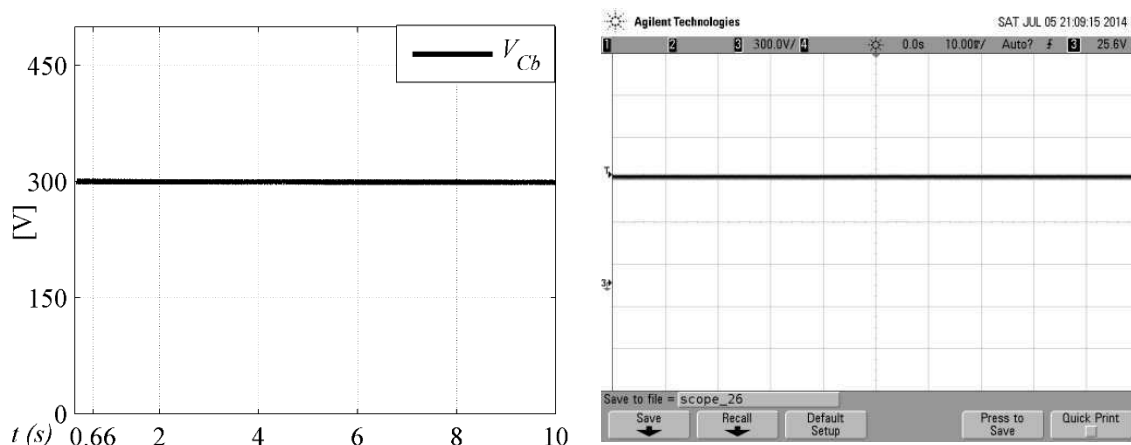 450
300
150
0
[V]
V_Cb
t (s) 0.66 2 4 6 8 10
Agilent Technologies SAT JUL 05 21:09:15 2014
1 2 3 300.0V/ 4 0.0s 10.00ms/ Auto? 3 25.6V
T
3
Save to file = scope_26
Save Recall Default Setup Press to Save Quick Print